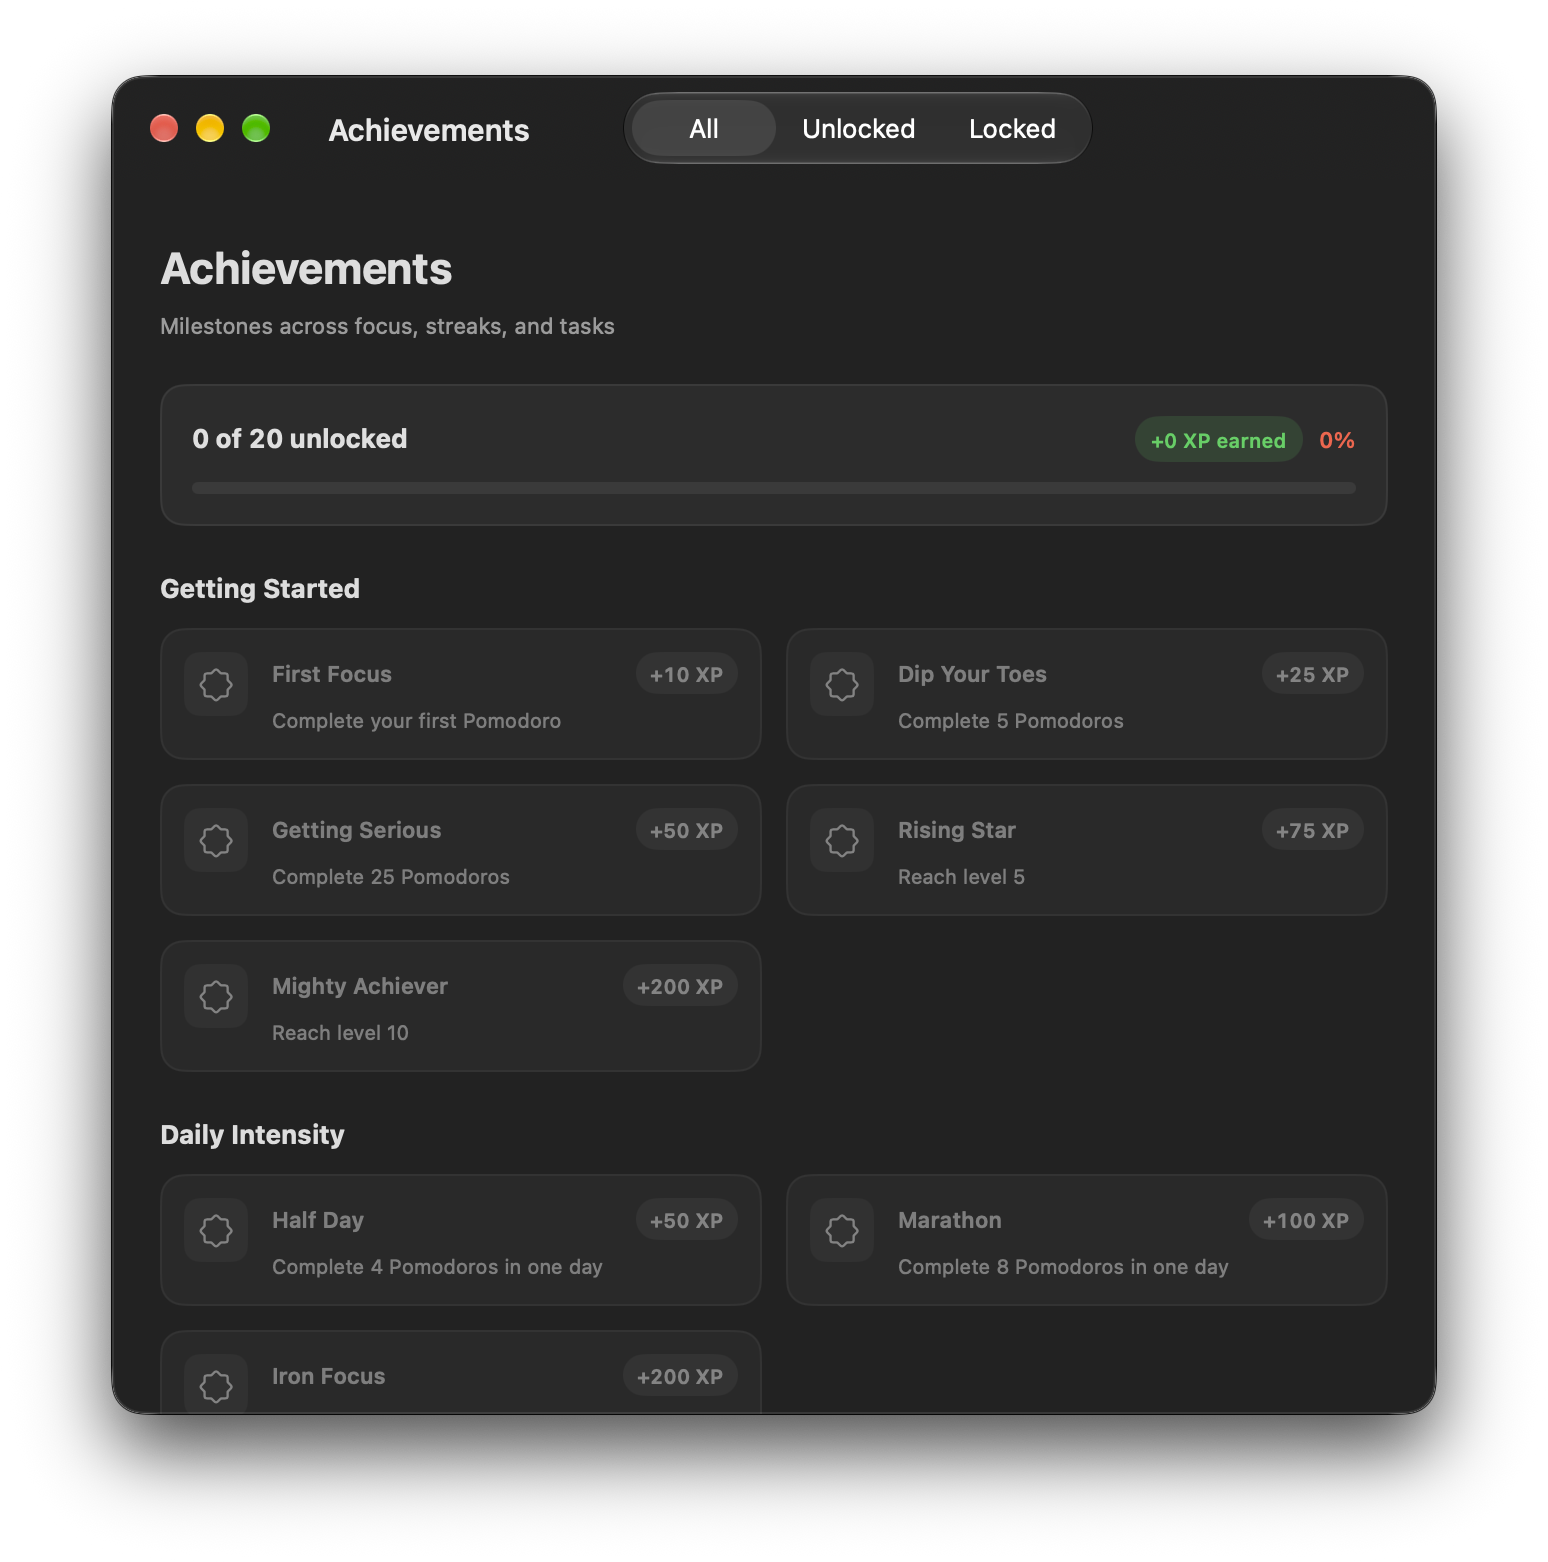 Achievements
All Unlocked Locked
Achievements
Milestones across focus, streaks, and tasks
0 of 20 unlocked +0 XP earned 0%
Getting Started
First Focus +10 XP
Complete your first Pomodoro
Dip Your Toes +25 XP
Complete 5 Pomodoros
Getting Serious +50 XP
Complete 25 Pomodoros
Rising Star +75 XP
Reach level 5
Mighty Achiever +200 XP
Reach level 10
Daily Intensity
Half Day +50 XP
Complete 4 Pomodoros in one day
Marathon +100 XP
Complete 8 Pomodoros in one day
Iron Focus +200 XP